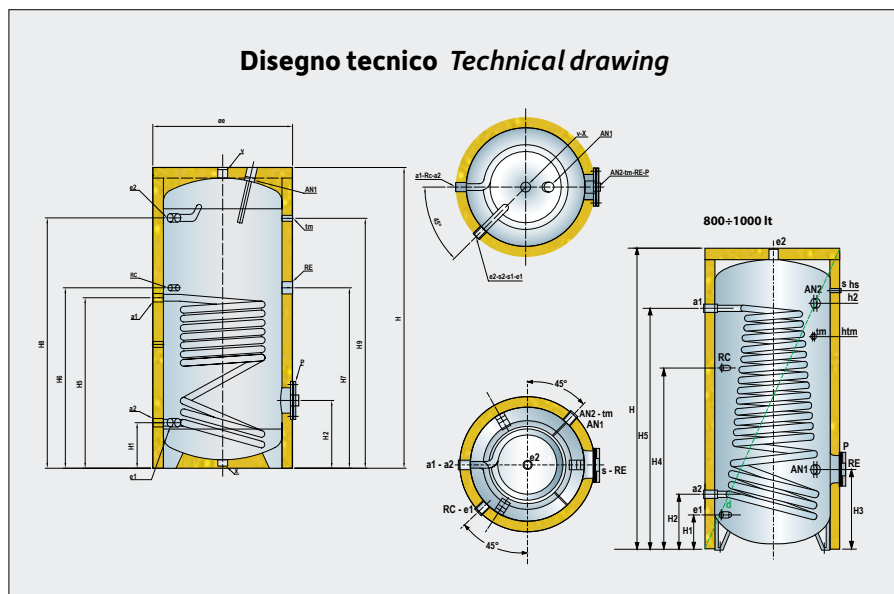 Disegno tecnico Technical drawing
øe
v
AN1
e2
tm
RC
RE
a1
P
a2
e1
x
H8
H6
H5
H1
H2
H7
H9
H
v-X
AN1
a1-Rc-a2
AN2-tm-RE-P
45°
e2-s2-s1-e1
45°
AN2 - tm
AN1
a1 - a2
e2
s - RE
RC - e1
45°
800÷1000 lt
e2
s hs
AN2
h2
a1
tm
htm
RC
P
AN1
RE
a2
d
e1
H
H5
H4
H2
H1
H3